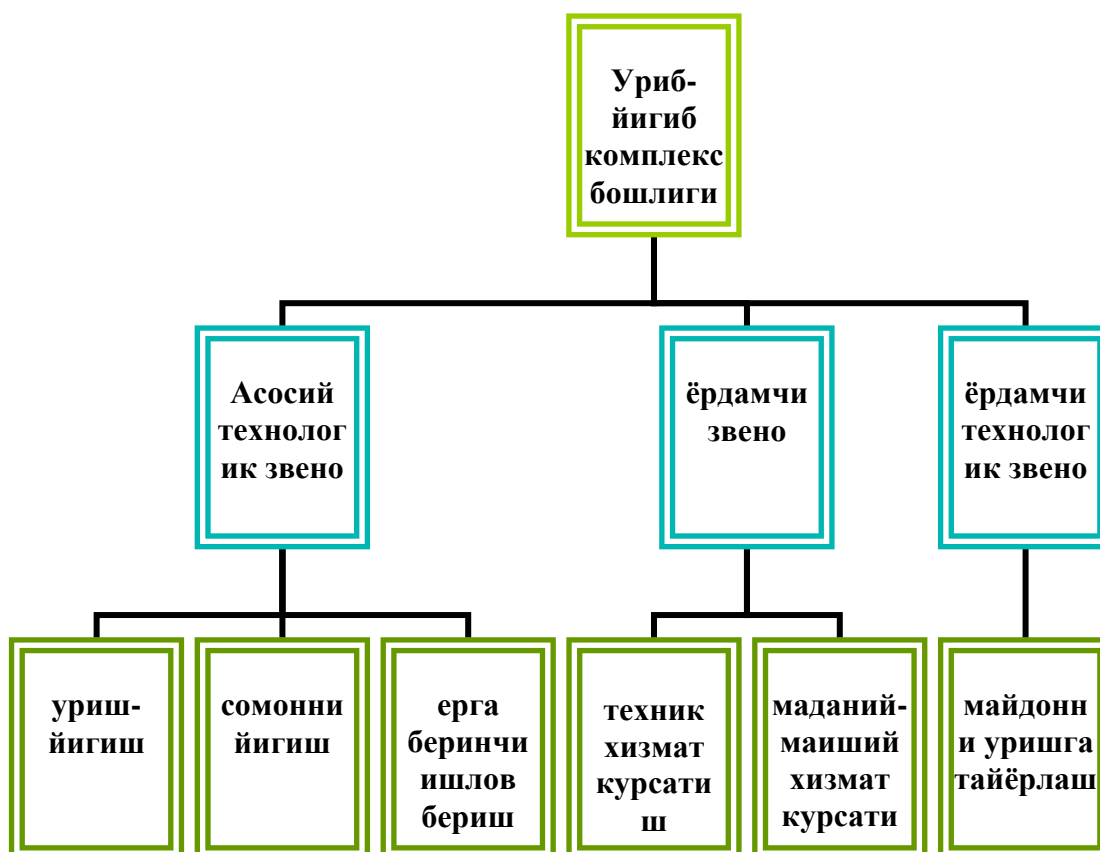 Уриб-
йигиб
комплекс
бошлиги
Асосий
технолог
ик звено
ёрдамчи
звено
ёрдамчи
технолог
ик звено
уриш-
йигиш
сомонни
йигиш
ерга
беринчи
ишлов
бериш
техник
хизмат
курсати
ш
маданий-
маиший
хизмат
курсати
майдонн
и уришга
тайёрлаш